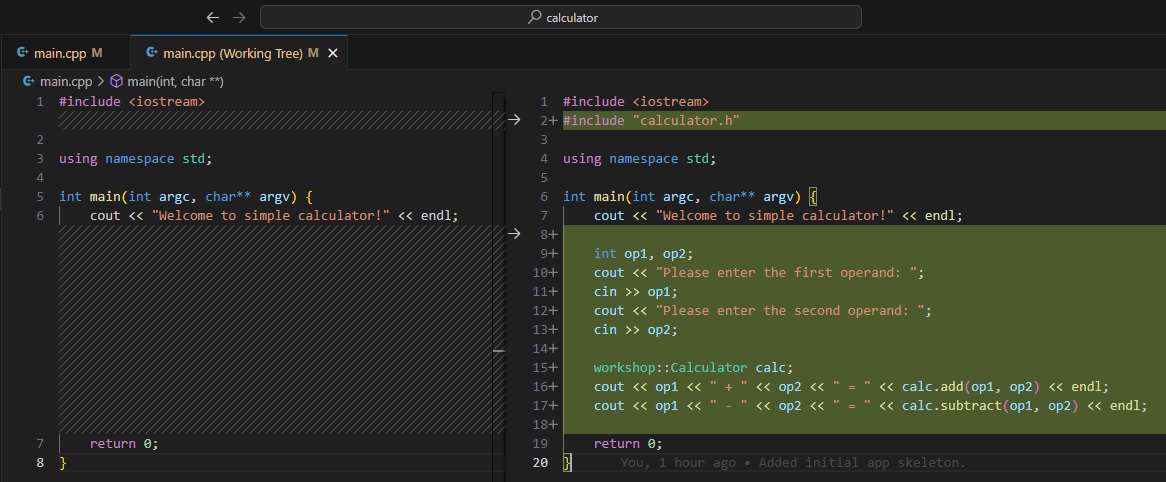 calculator
main.cpp M
main.cpp (Working Tree) M
main.cpp > main(int, char **)
1 #include <iostream>
2
3 using namespace std;
4
5 int main(int argc, char** argv) {
6     cout << "Welcome to simple calculator!" << endl;
7     return 0;
8 }
1 #include <iostream>
2+ #include "calculator.h"
3
4 using namespace std;
5
6 int main(int argc, char** argv) {
7     cout << "Welcome to simple calculator!" << endl;
8+
9+     int op1, op2;
10+     cout << "Please enter the first operand: ";
11+     cin >> op1;
12+     cout << "Please enter the second operand: ";
13+     cin >> op2;
14+
15+     workshop::Calculator calc;
16+     cout << op1 << " + " << op2 << " = " << calc.add(op1, op2) << endl;
17+     cout << op1 << " - " << op2 << " = " << calc.subtract(op1, op2) << endl;
18+
19     return 0;
20 }     You, 1 hour ago • Added initial app skeleton.